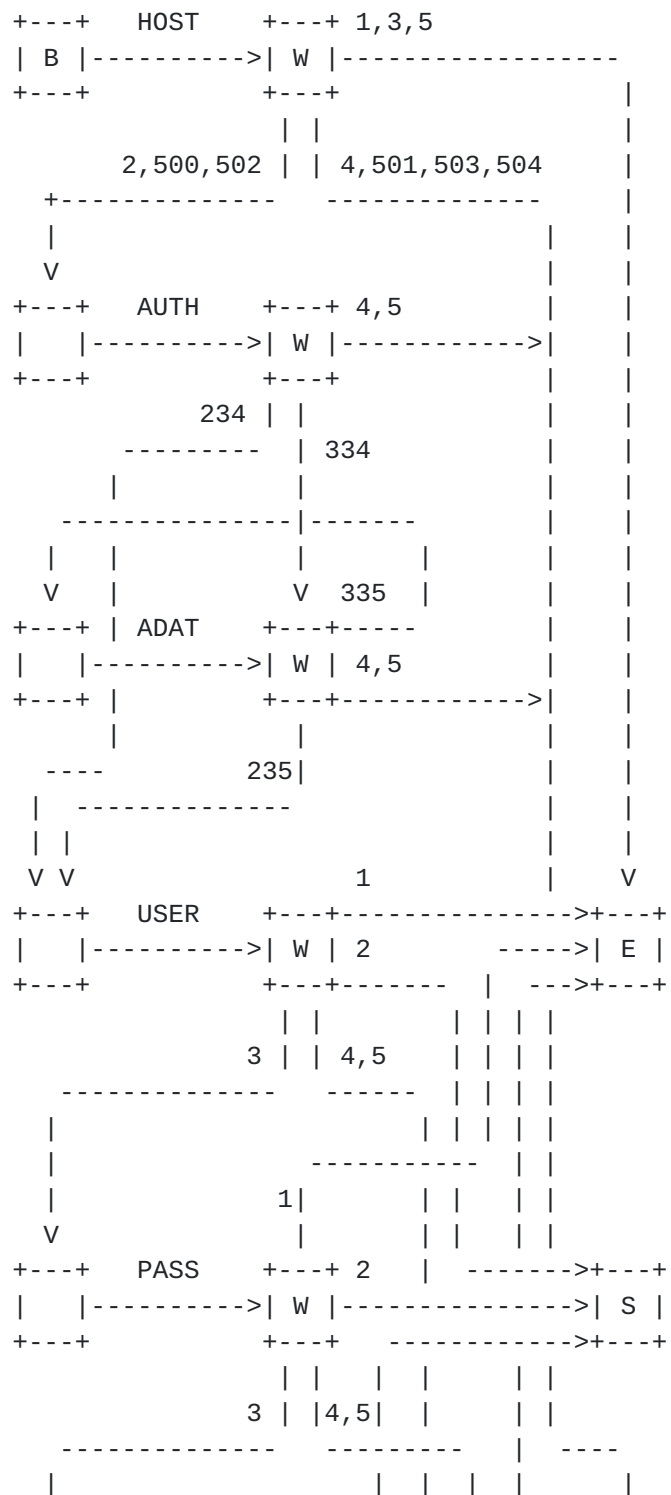 HOST 1,3,5
B W
2,500,502 4,501,503,504
V
AUTH 4,5
W
234
334
V V 335
ADAT
W 4,5
235
V V 1 V
USER
W 2 E
3 4,5
1
V
PASS 2
W S
3 4,5